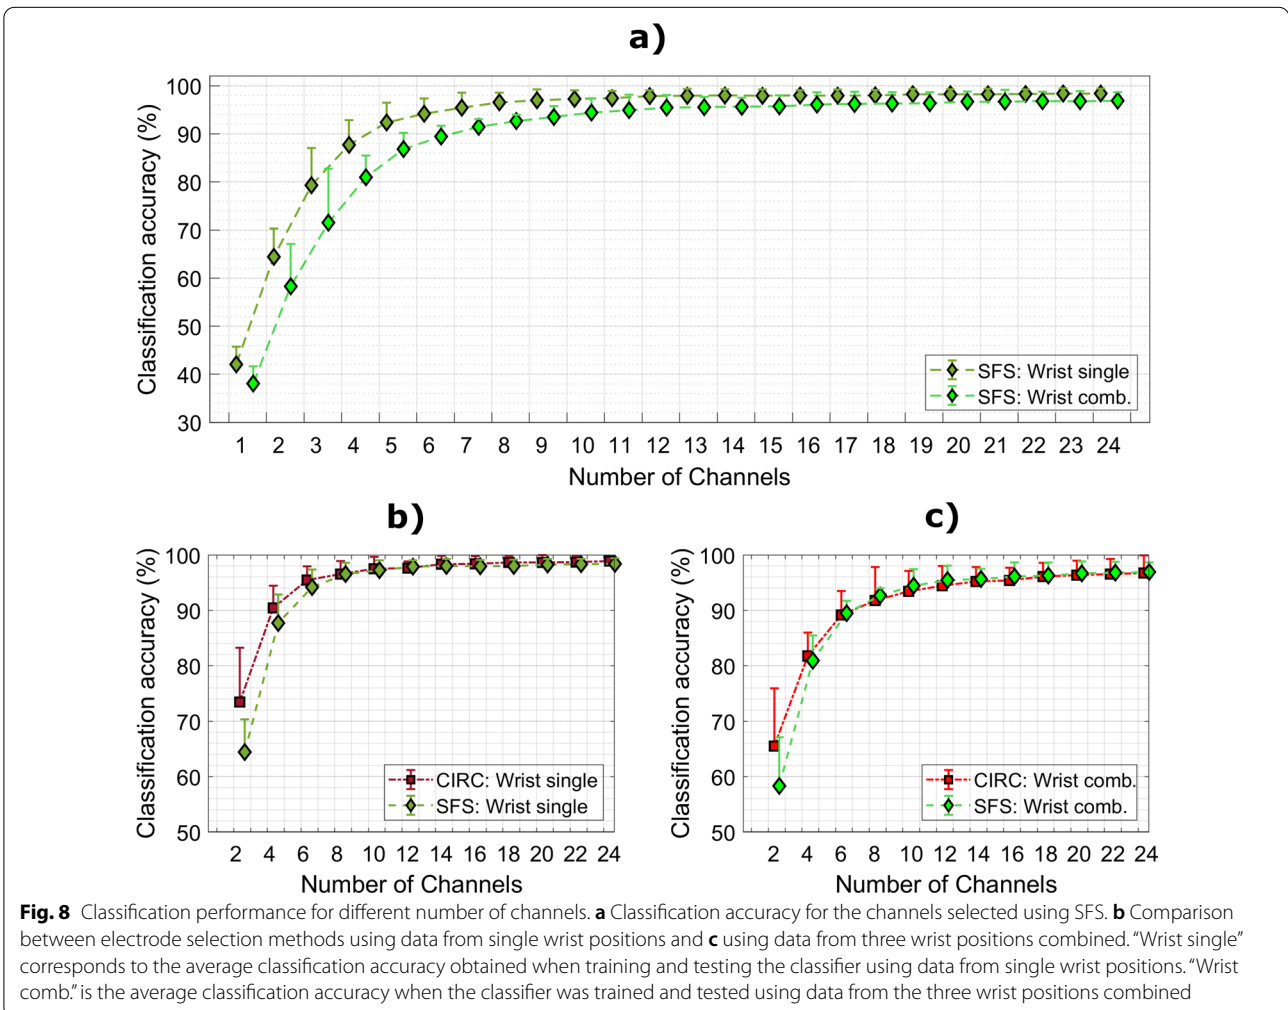 a)
Classification accuracy (%)
100
90
80
70
60
50
40
30
SFS: Wrist single
SFS: Wrist comb.
1 2 3 4 5 6 7 8 9 10 11 12 13 14 15 16 17 18 19 20 21 22 23 24
Number of Channels
b)
Classification accuracy (%)
100
90
80
70
60
50
CIRC: Wrist single
SFS: Wrist single
2 4 6 8 10 12 14 16 18 20 22 24
Number of Channels
c)
Classification accuracy (%)
100
90
80
70
60
50
CIRC: Wrist comb.
SFS: Wrist comb.
2 4 6 8 10 12 14 16 18 20 22 24
Number of Channels
Fig. 8 Classification performance for different number of channels. a Classification accuracy for the channels selected using SFS. b Comparison
between electrode selection methods using data from single wrist positions and c using data from three wrist positions combined. “Wrist single”
corresponds to the average classification accuracy obtained when training and testing the classifier using data from single wrist positions. “Wrist
comb.” is the average classification accuracy when the classifier was trained and tested using data from the three wrist positions combined